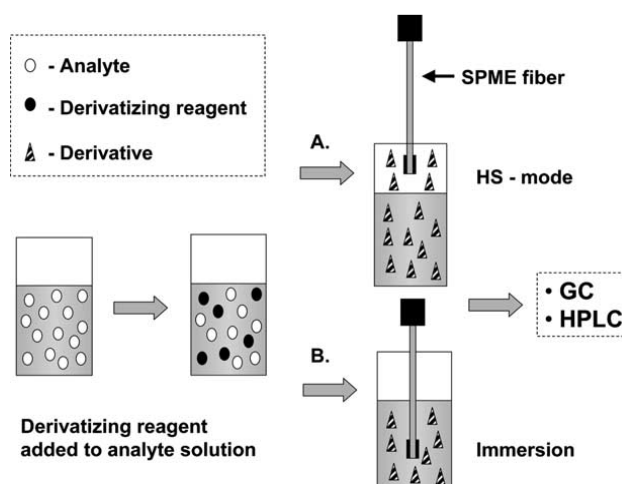 - Analyte
- Derivatizing reagent
- Derivative
A.
SPME fiber
HS - mode
• GC
• HPLC
B.
Derivatizing reagent
added to analyte solution
Immersion